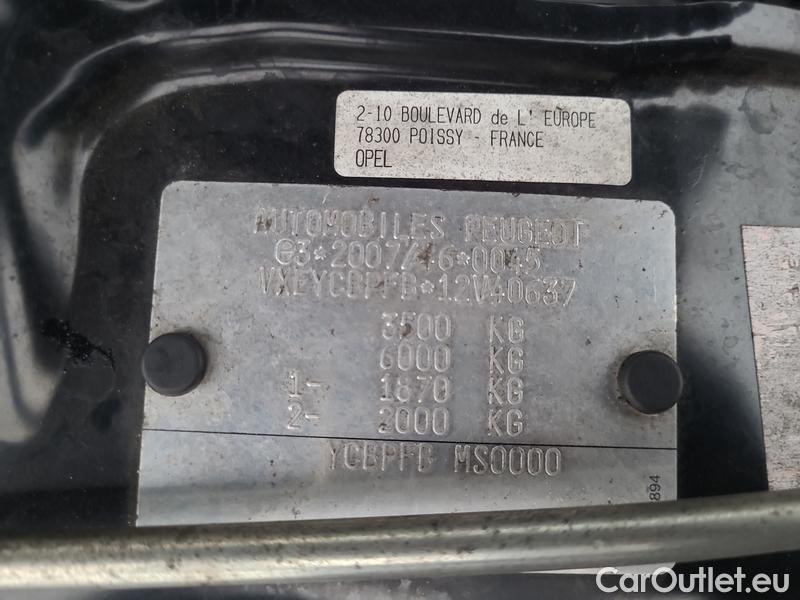 2-10 BOULEVARD de L' EUROPE
78300 POISSY - FRANCE
OPEL
AUTOMOBILES PEUGEOT
G3*2007/46*0045
VXEYCBPFB*12V40637
3500 KG
6000 KG
1- 1870 KG
2- 2000 KG
YCBPFB MS0000
894
CarOutlet.eu